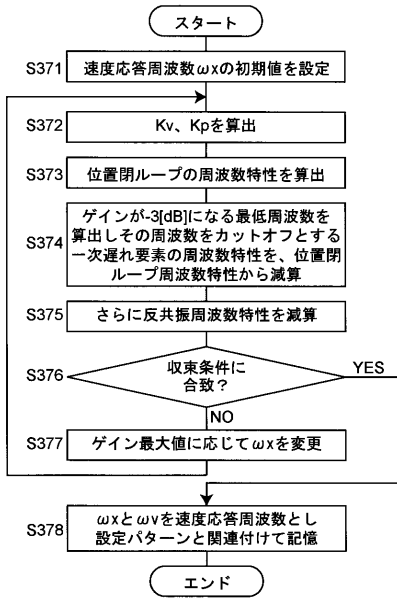 スタート
S371 速度応答周波数ωxの初期値を設定
S372 Kv、Kpを算出
S373 位置閉ループの周波数特性を算出
S374 ゲインが-3[dB]になる最低周波数を
算出しその周波数をカットオフとする
一次遅れ要素の周波数特性を、位置閉
ループ周波数特性から減算
S375 さらに反共振周波数特性を減算
S376 収束条件に
合致？
YES
NO
S377 ゲイン最大値に応じてωxを変更
S378 ωxとωvを速度応答周波数とし
設定パターンと関連付けて記憶
エンド